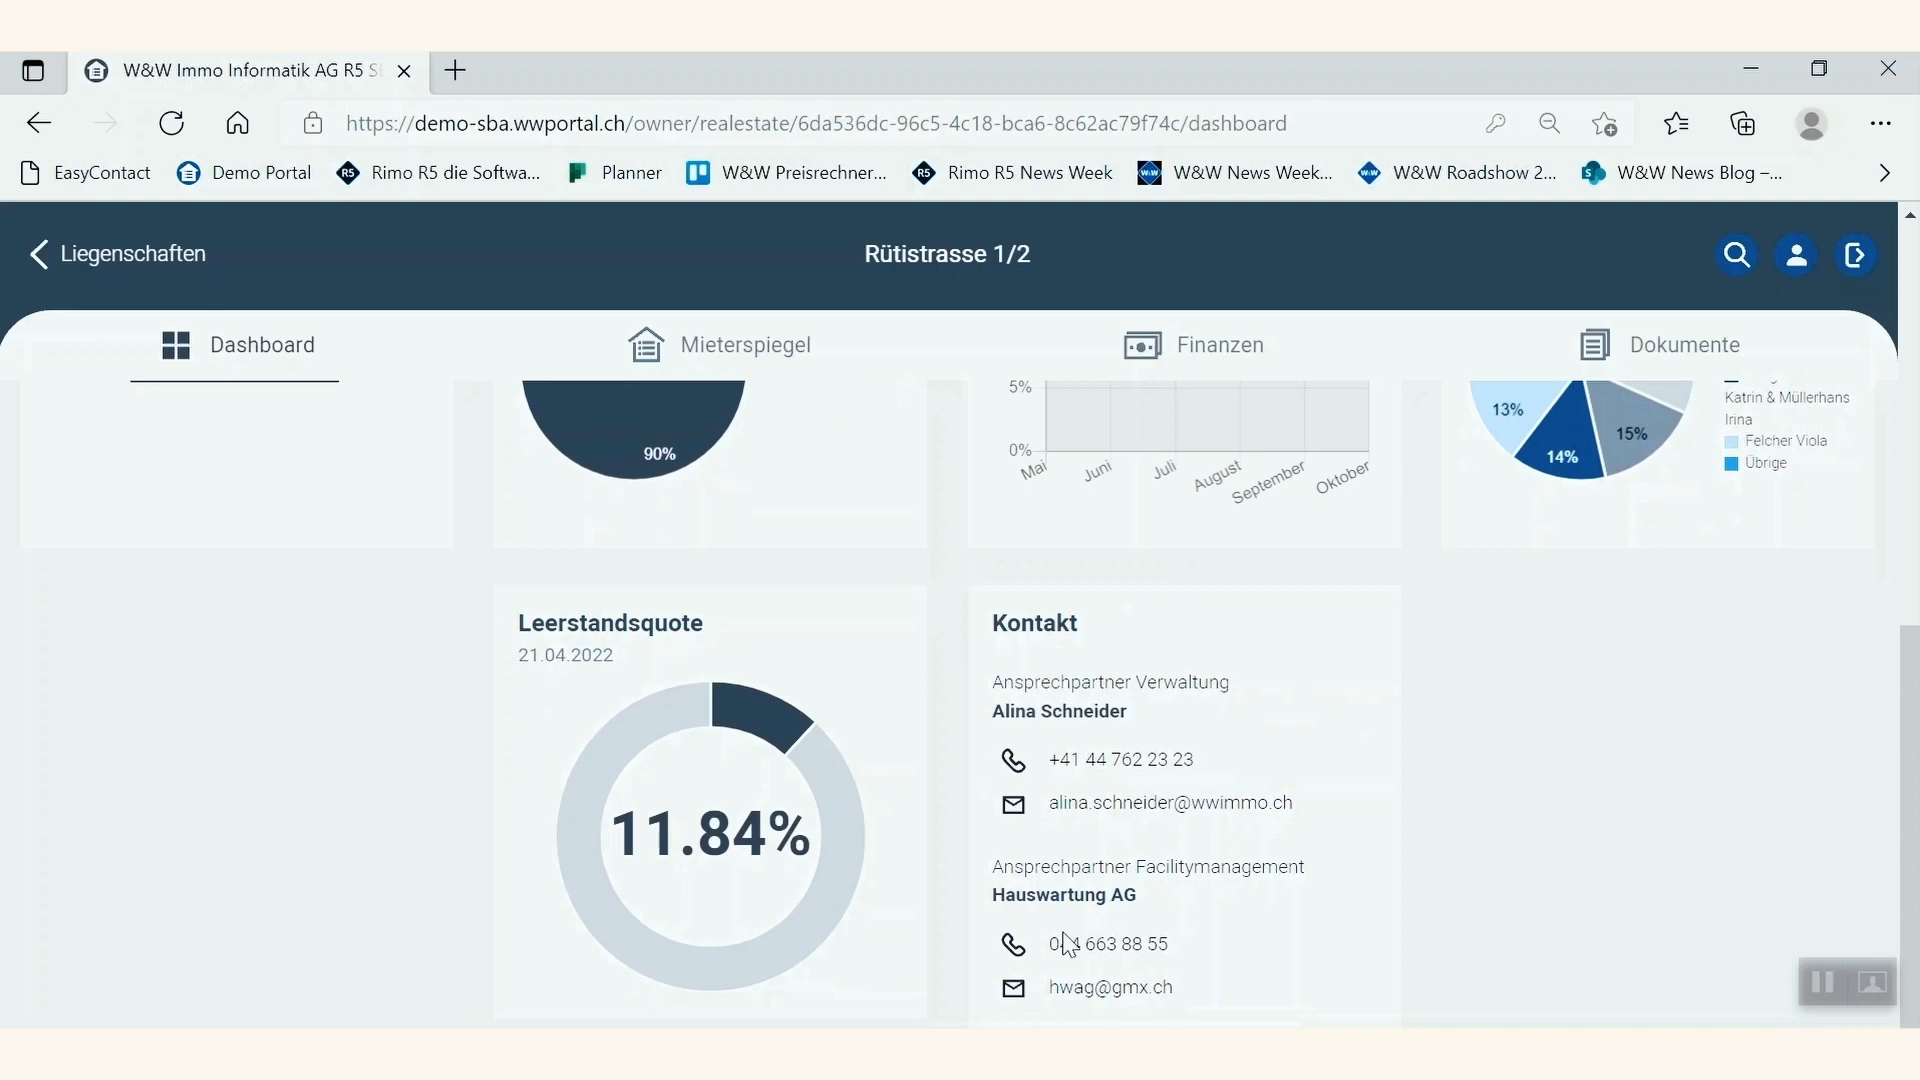 W&W Immo Informatik AG R5
https://demo-sba.wwportal.ch/owner/realestate/6da536dc-96c5-4c18-bca6-8c62ac79f74c/dashboard
EasyContact
Demo Portal
Rimo R5 die Softwa...
Planner
W&W Preisrechner...
Rimo R5 News Week
W&W News Week...
W&W Roadshow 2...
W&W News Blog –...
Liegenschaften
Rütistrasse 1/2
Dashboard
Mieterspiegel
Finanzen
Dokumente
90%
5%
0%
Mai
Juni
Juli
August
September
Oktober
13%
14%
15%
Katrin & Müllerhans
Irina
Felcher Viola
Übrige
Leerstandsquote
21.04.2022
11.84%
Kontakt
Ansprechpartner Verwaltung
Alina Schneider
+41 44 762 23 23
alina.schneider@wwimmo.ch
Ansprechpartner Facilitymanagement
Hauswartung AG
663 88 55
hwag@gmx.ch